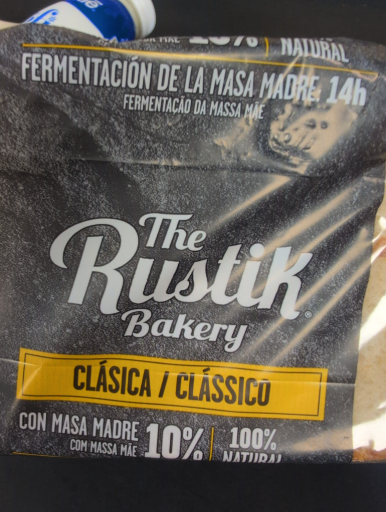 NATURAL
FERMENTACIÓN DE LA MASA MADRE 14h
FERMENTAÇÃO DA MASSA MÃE
The
Rustik
Bakery
CLÁSICA / CLÁSSICO
CON MASA MADRE 10% 100%
COM MASSA MÃE NATURAL